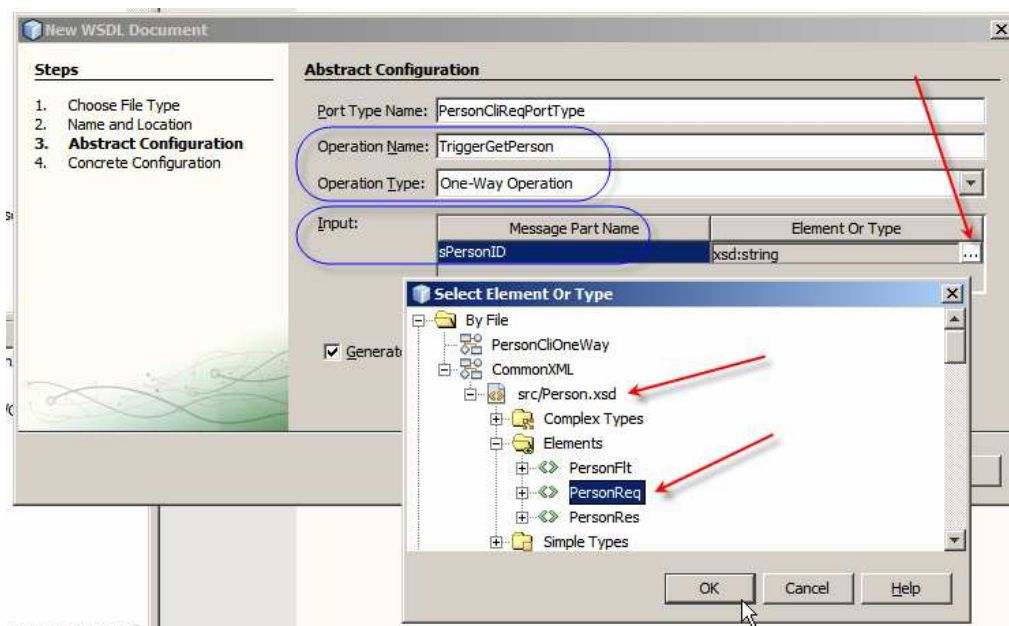 New WSDL Document
Steps
1. Choose File Type
2. Name and Location
3. Abstract Configuration
4. Concrete Configuration
Abstract Configuration
Port Type Name: PersonCliReqPortType
Operation Name: TriggerGetPerson
Operation Type: One-Way Operation
Input:
Message Part Name Element Or Type
sPersonID xsd:string ...
Select Element Or Type
By File
PersonCliOneWay
CommonXML
src/Person.xsd
Complex Types
Elements
PersonFlt
PersonReq
PersonRes
Simple Types
OK Cancel Help